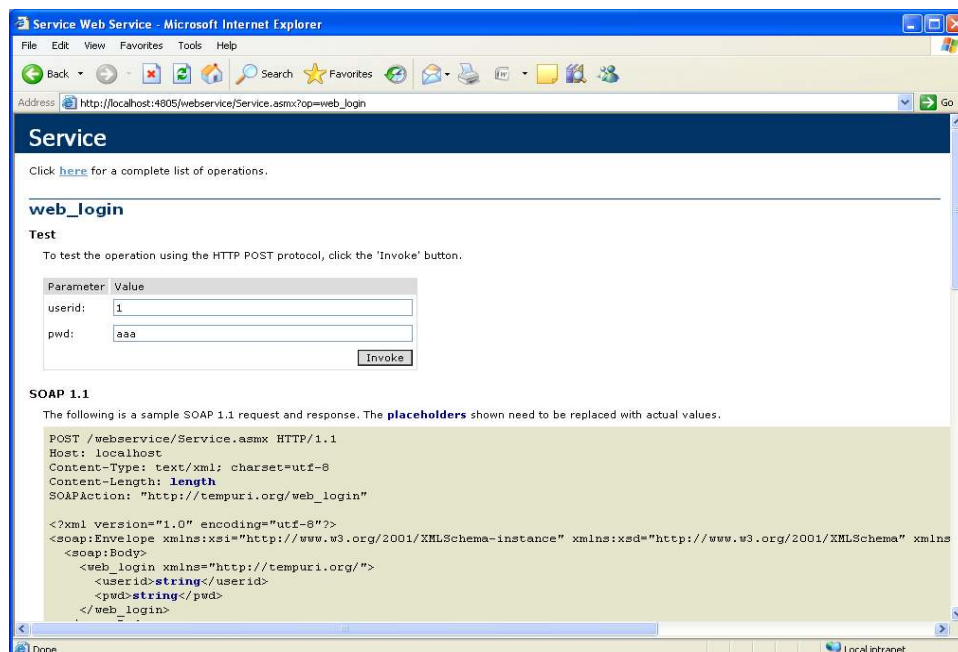 Service Web Service - Microsoft Internet Explorer
File Edit View Favorites Tools Help
Back Search Favorites
Address http://localhost:4805/webservice/Service.asmx?op=web_login Go
Service
Click here for a complete list of operations.
web_login
Test
To test the operation using the HTTP POST protocol, click the 'Invoke' button.
Parameter Value
userid: 1
pwd: aaa
Invoke
SOAP 1.1
The following is a sample SOAP 1.1 request and response. The placeholders shown need to be replaced with actual values.
POST /webservice/Service.asmx HTTP/1.1
Host: localhost
Content-Type: text/xml; charset=utf-8
Content-Length: length
SOAPAction: "http://tempuri.org/web_login"
<?xml version="1.0" encoding="utf-8"?>
<soap:Envelope xmlns:xsi="http://www.w3.org/2001/XMLSchema-instance" xmlns:xsd="http://www.w3.org/2001/XMLSchema" xmlns
<soap:Body>
<web_login xmlns="http://tempuri.org/">
<userid>string</userid>
<pwd>string</pwd>
</web_login>
Done Local intranet